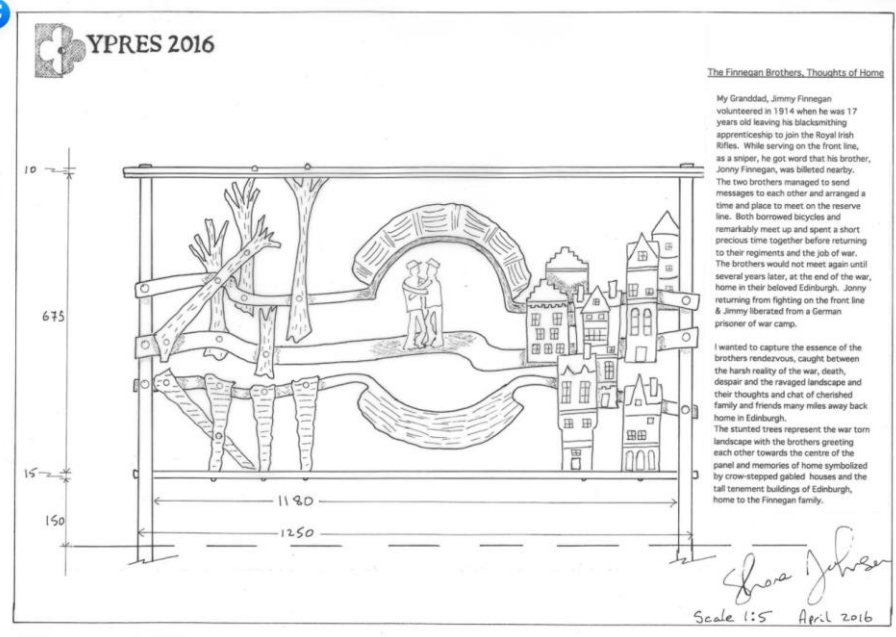 YPRES 2016
The Finnegan Brothers, Thoughts of Home
My Granddad, Jimmy Finnegan
volunteered in 1914 when he was 17
years old leaving his blacksmithing
apprenticeship to join the Royal Irish
Rifles. While serving on the front line,
as a sniper, he got word that his brother,
Jonny Finnegan, was billeted nearby.
The two brothers managed to send
messages to each other and arranged a
time and place to meet on the reserve
line. Both borrowed bicycles and
remarkably meet up and spent a short
precious time together before returning
to their regiments and the job of war.
The brothers would not meet again until
several years later, at the end of the war,
home in their beloved Edinburgh. Jonny
returning from fighting on the front line
& Jimmy liberated from a German
prisoner of war camp.
I wanted to capture the essence of the
brothers rendezvous, caught between
the harsh reality of the war, death,
despair and the ravaged landscape and
their thoughts and chat of cherished
family and friends many miles away back
home in Edinburgh.
The stunted trees represent the war torn
landscape with the brothers greeting
each other towards the centre of the
panel and memories of home symbolized
by crow-stepped gabled houses and the
tall tenement buildings of Edinburgh,
home to the Finnegan family.
10
675
15
150
1180
1250
Shona Johnson
Scale 1:5 April 2016